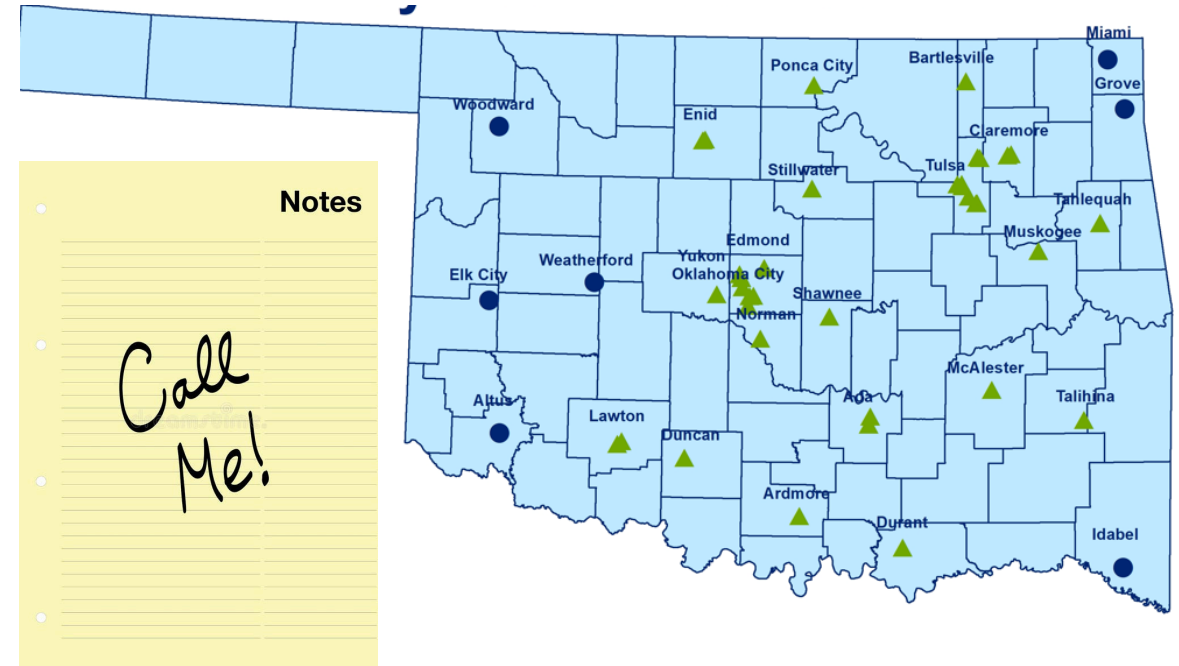 Miami
Ponca City
Bartlesville
Grove
Woodward
Enid
Claremore
Stillwater
Tulsa
Tahlequah
Notes
Muskogee
Edmond
Yukon
Weatherford
Elk City
Oklahoma City
Shawnee
Norman
McAlester
Talihina
Ada
Altus
Lawton
Duncan
Ardmore
Durant
Idabel
Call
Me!